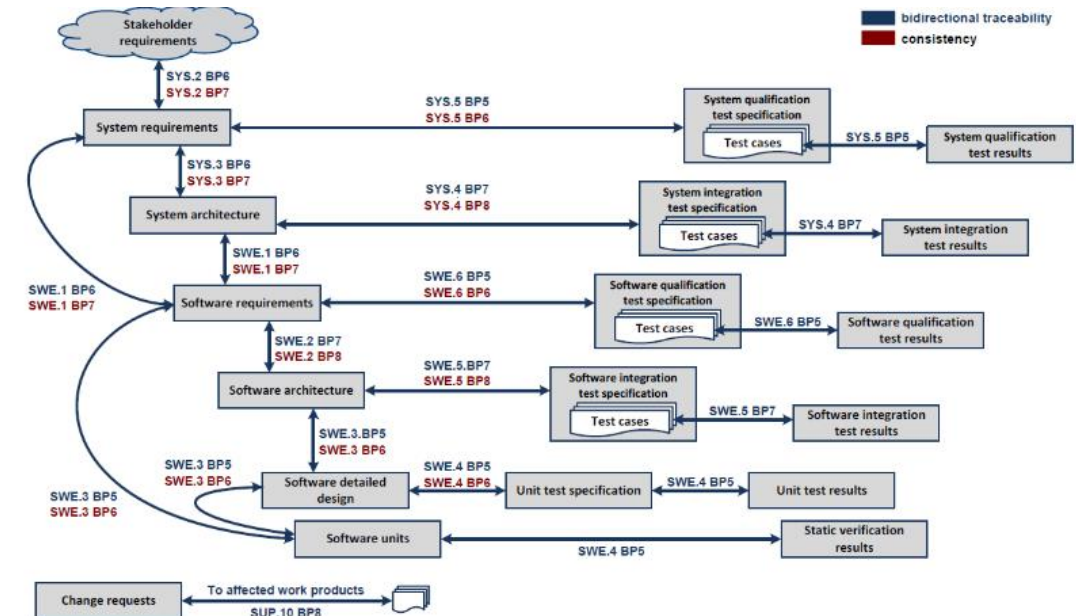 Stakeholder
requirements
bidirectional traceability
consistency
SYS.2 BP6
SYS.2 BP7
System requirements
SYS.5 BP5
SYS.5 BP6
System qualification
test specification
Test cases
SYS.5 BP5
System qualification
test results
SYS.3 BP6
SYS.3 BP7
System architecture
SYS.4 BP7
SYS.4 BP8
System integration
test specification
Test cases
SYS.4 BP7
System integration
test results
SWE.1 BP6
SWE.1 BP7
SWE.1 BP6
SWE.1 BP7
Software requirements
SWE.6 BP5
SWE.6 BP6
Software qualification
test specification
Test cases
SWE.6 BP5
Software qualification
test results
SWE.2 BP7
SWE.2 BP8
Software architecture
SWE.5.BP7
SWE.5 BP8
Software integration
test specification
Test cases
SWE.5 BP7
Software integration
test results
SWE.3.BP5
SWE.3 BP6
SWE.3 BP5
SWE.3 BP6
Software detailed
design
SWE.4 BP5
SWE.4 BP6
Unit test specification
SWE.4 BP5
Unit test results
SWE.3 BP5
SWE.3 BP6
Software units
SWE.4 BP5
Static verification
results
Change requests
To affected work products
SUP.10 BP8